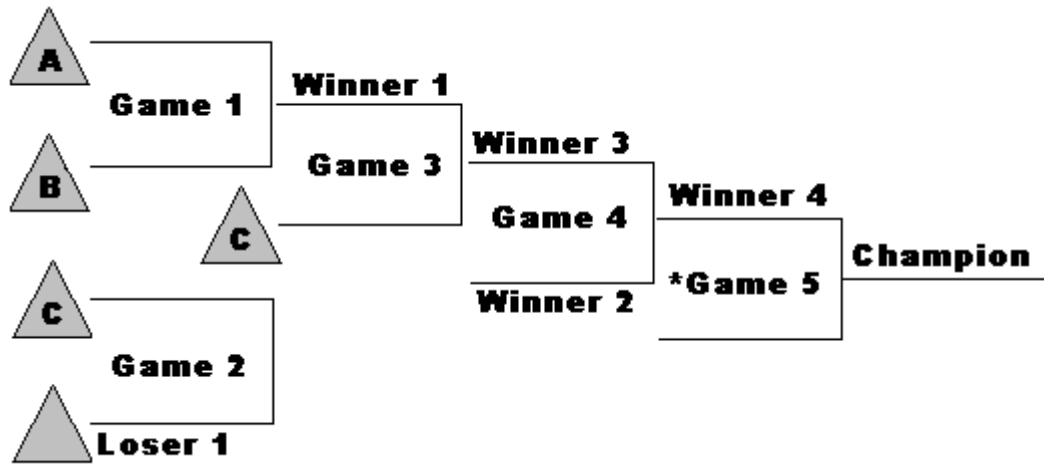 A
Game 1
B
Winner 1
Game 3
C
Winner 3
Game 4
Winner 2
Winner 4
*Game 5
Champion
C
Game 2
Loser 1